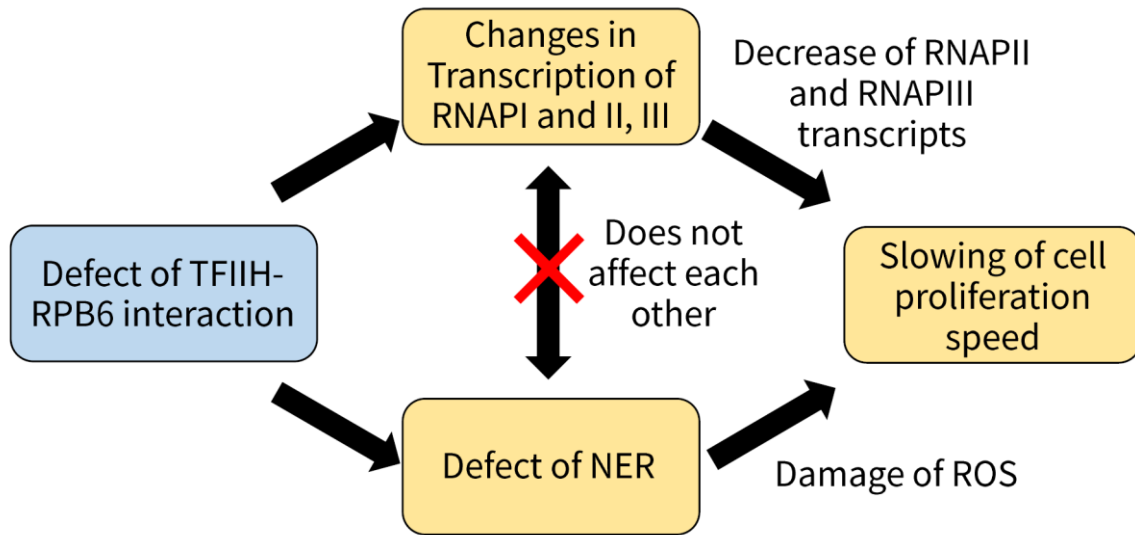 Changes in
Transcription of
RNAPI and II, III
Decrease of RNAPII
and RNAPIII
transcripts
Defect of TFIIH-
RPB6 interaction
Does not
affect each
other
Slowing of cell
proliferation
speed
Defect of NER
Damage of ROS